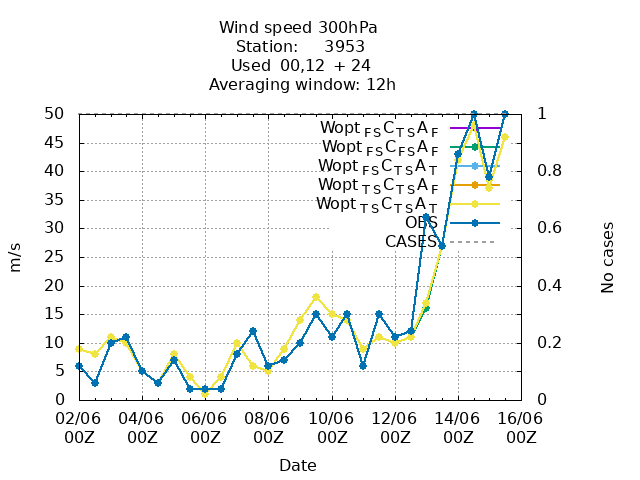 Wind speed 300hPa
Station: 3953
Used 00,12 + 24
Averaging window: 12h
50 1
Wopt FS C TS A F
45
Wopt FS C FS A F
40 0.8
Wopt FS C TS A T
Wopt TS C TS A F
35
Wopt TS C TS A T
30 0.6
OBS
CASES
25
20 0.4
15
10 0.2
5
0 0
m/s
No cases
02/06 04/06 06/06 08/06 10/06 12/06 14/06 16/06
00Z 00Z 00Z 00Z 00Z 00Z 00Z 00Z
Date